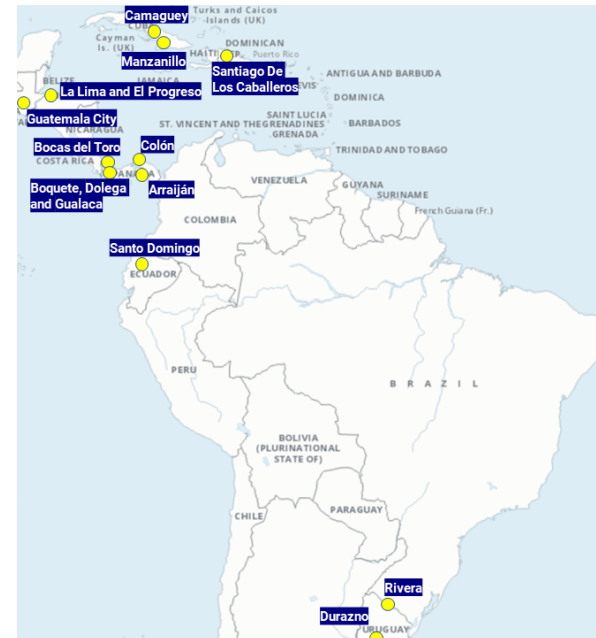 Turks and Caicos
Islands (UK)
Camaguey
CUBA
Cayman
Is. (UK)
Manzanillo
HAITI
DOMINICAN
REP.
Puerto Rico
Santiago De
Los Caballeros
ANTIGUA AND BARBUDA
BELIZE
JAMAICA
La Lima and El Progreso
DOMINICA
SAINT LUCIA
Guatemala City
ST. VINCENT AND THE GRENADINES
BARBADOS
NICARAGUA
GRENADA
Bocas del Toro
Colón
TRINIDAD AND TOBAGO
COSTA RICA
PANAMA
Boquete, Dolega
and Gualaca
Arraiján
VENEZUELA
GUYANA
SURINAME
French Guiana (Fr.)
COLOMBIA
Santo Domingo
ECUADOR
PERU
BRAZIL
BOLIVIA
(PLURINATIONAL
STATE OF)
PARAGUAY
CHILE
Rivera
Durazno
URUGUAY